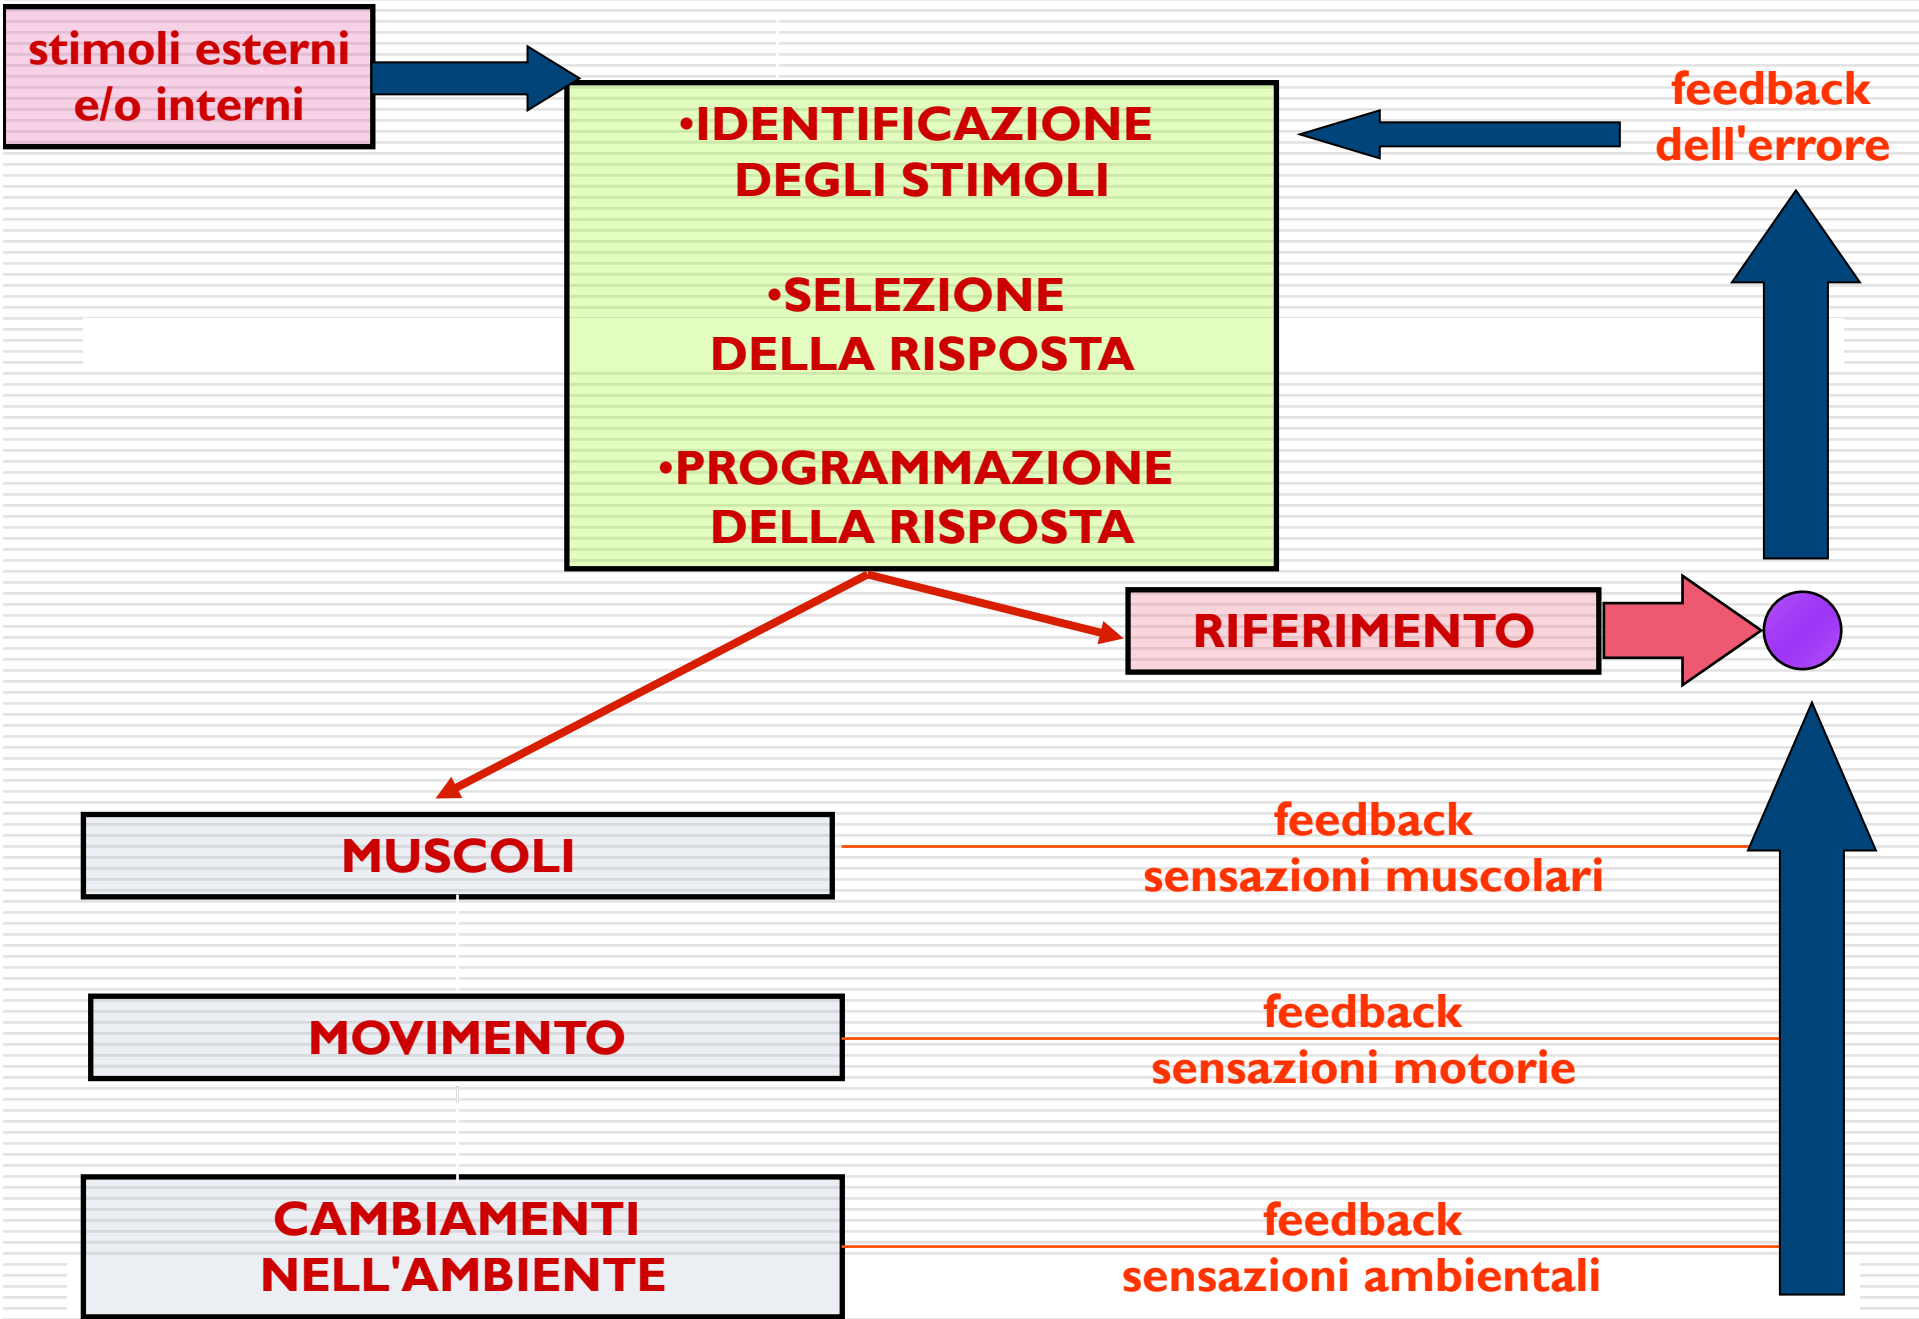 stimoli esterni
e/o interni
•IDENTIFICAZIONE
DEGLI STIMOLI
•SELEZIONE
DELLA RISPOSTA
•PROGRAMMAZIONE
DELLA RISPOSTA
feedback
dell'errore
RIFERIMENTO
MUSCOLI
feedback
sensazioni muscolari
MOVIMENTO
feedback
sensazioni motorie
CAMBIAMENTI
NELL'AMBIENTE
feedback
sensazioni ambientali